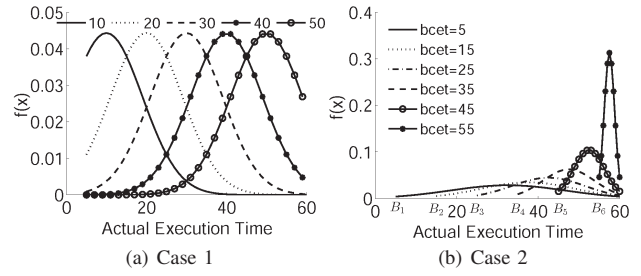 10 20 30 40 50
0.05
0.04
0.03
0.02
0.01
0
f(x)
0 20 40 60
Actual Execution Time
(a) Case 1
0.4
0.3
0.2
0.1
0
f(x)
bcet=5
bcet=15
bcet=25
bcet=35
bcet=45
bcet=55
0 B1 B2 20 B3 B4 40 B5 B6 60
Actual Execution Time
(b) Case 2